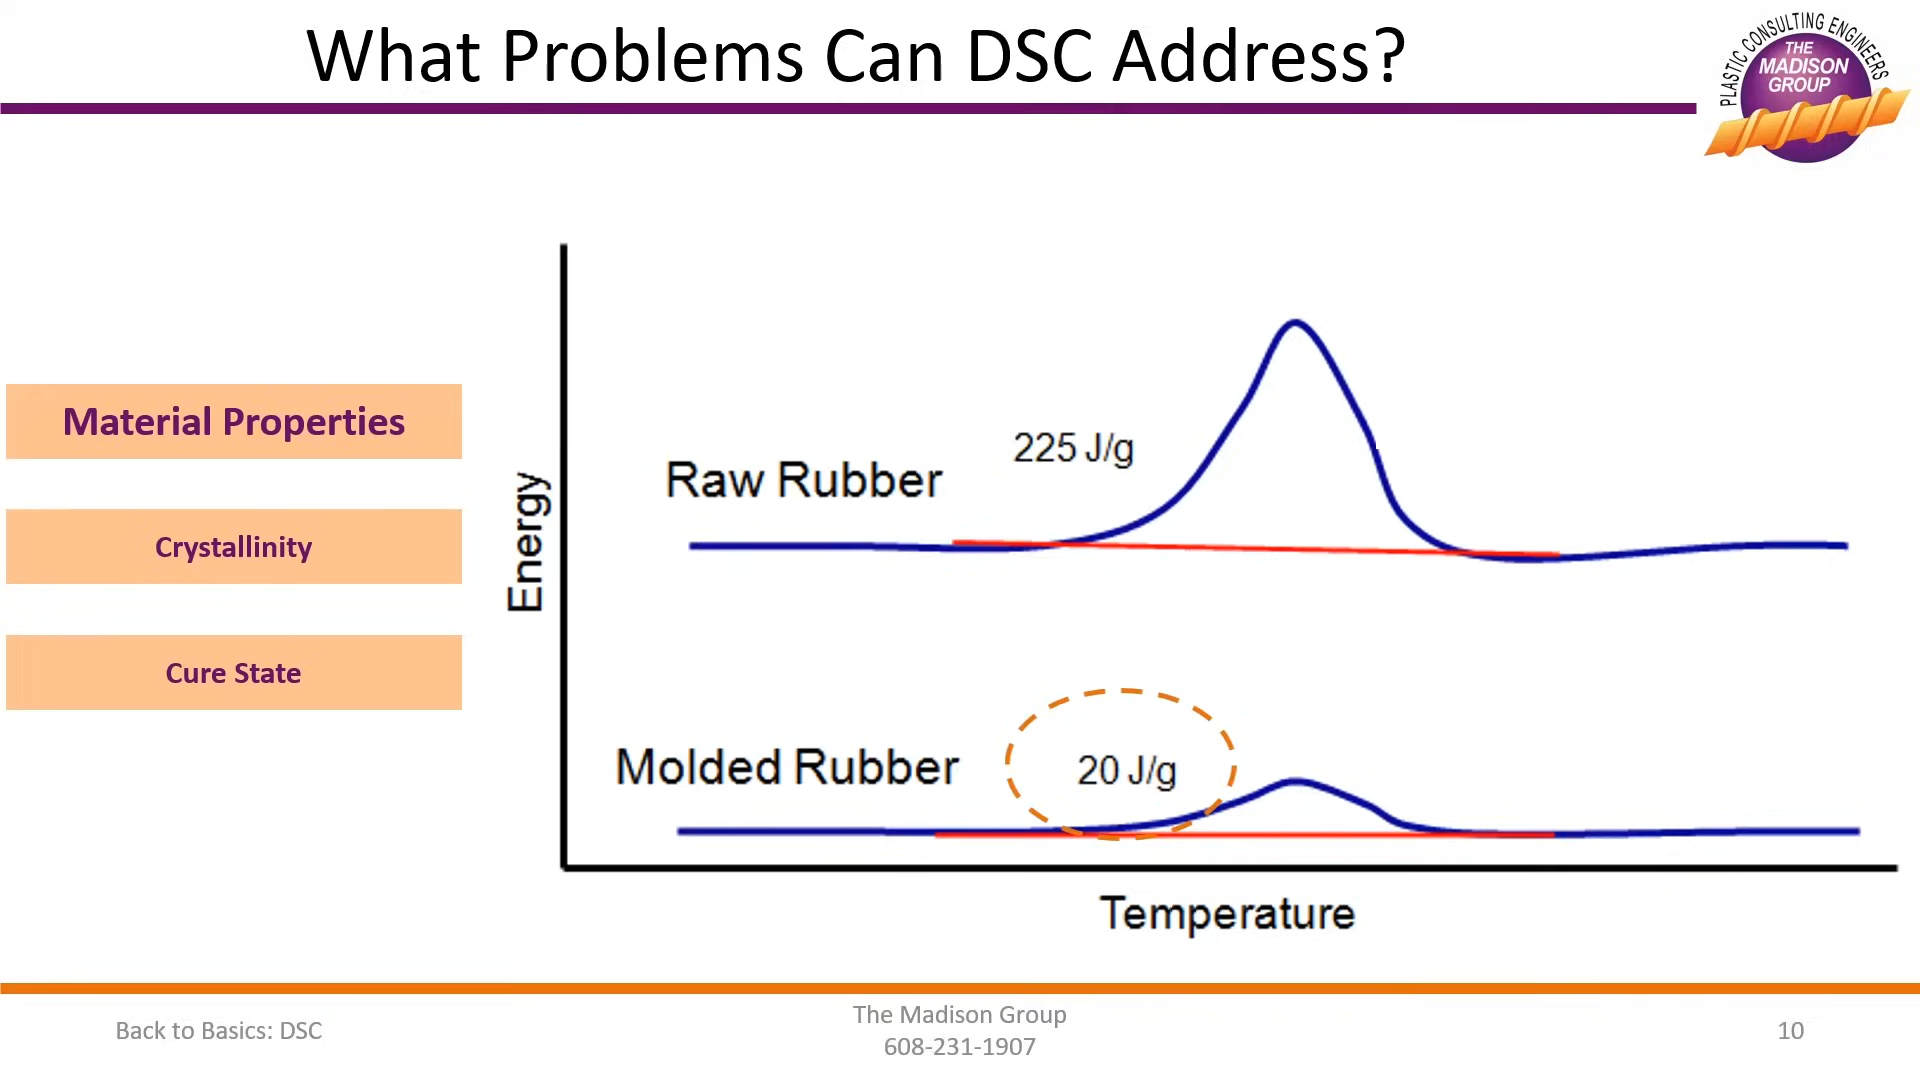 What Problems Can DSC Address?
PLASTIC CONSULTING ENGINEERS
THE
MADISON
GROUP
Material Properties
Crystallinity
Cure State
Energy
Raw Rubber
225 J/g
Molded Rubber
20 J/g
Temperature
Back to Basics: DSC
The Madison Group
608-231-1907
10